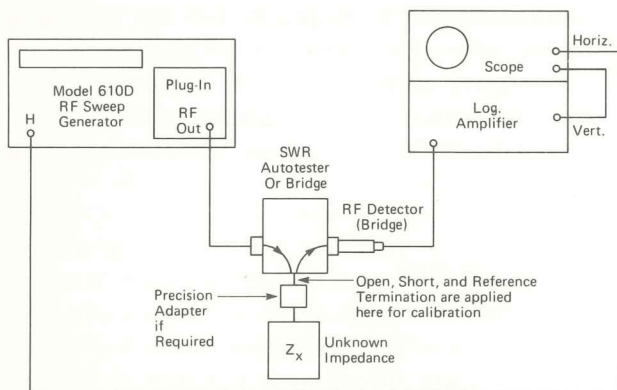 Model 610D
RF Sweep
Generator
H
Plug-In
RF
Out
Horiz.
Scope
Log.
Amplifier
Vert.
SWR
Autotester
Or Bridge
RF Detector
(Bridge)
Open, Short, and Reference
Termination are applied
here for calibration
Precision
Adapter
if
Required
Zx
Unknown
Impedance